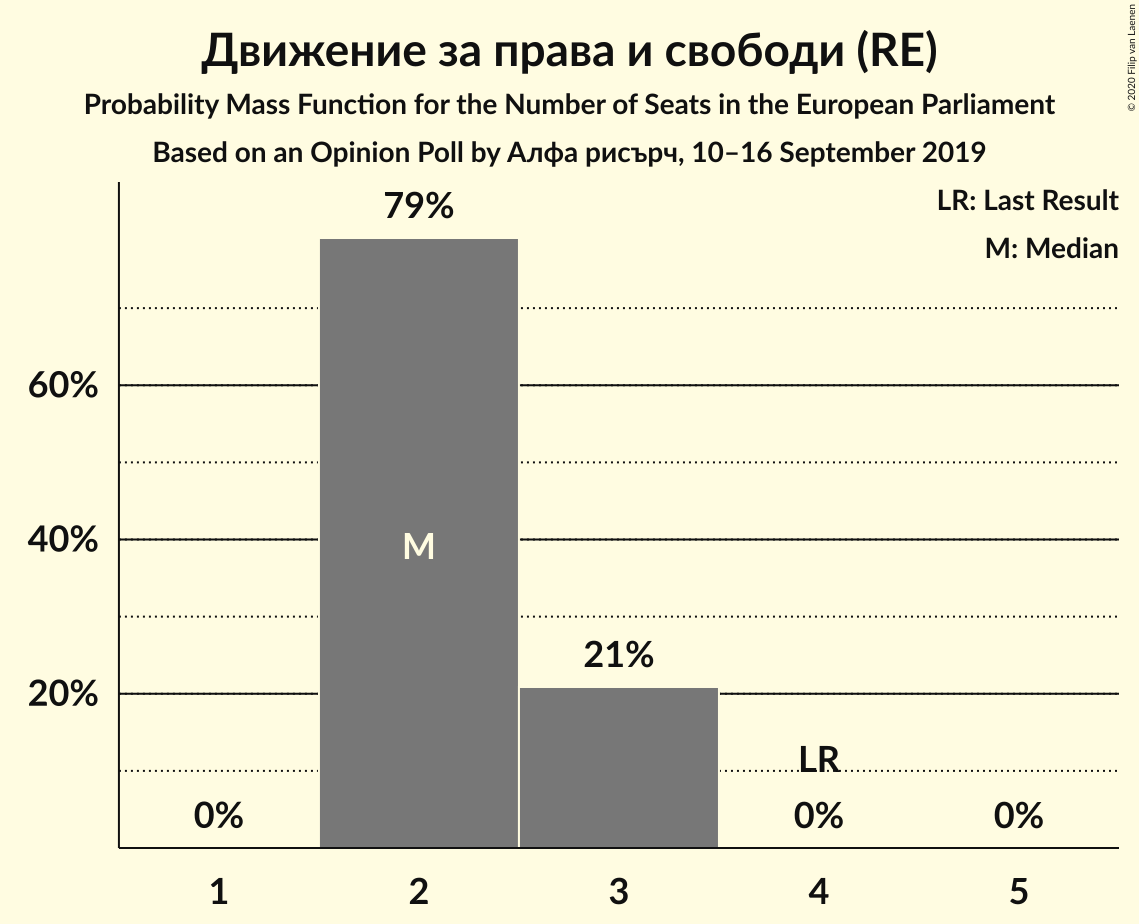 Движение за права и свободи (RE)
Probability Mass Function for the Number of Seats in the European Parliament
Based on an Opinion Poll by Алфа рисърч, 10–16 September 2019
© 2020 Filip van Laenen
LR: Last Result
M: Median
79%
60%
40%
M
21%
20%
LR
0%
0%
0%
1
2
3
4
5